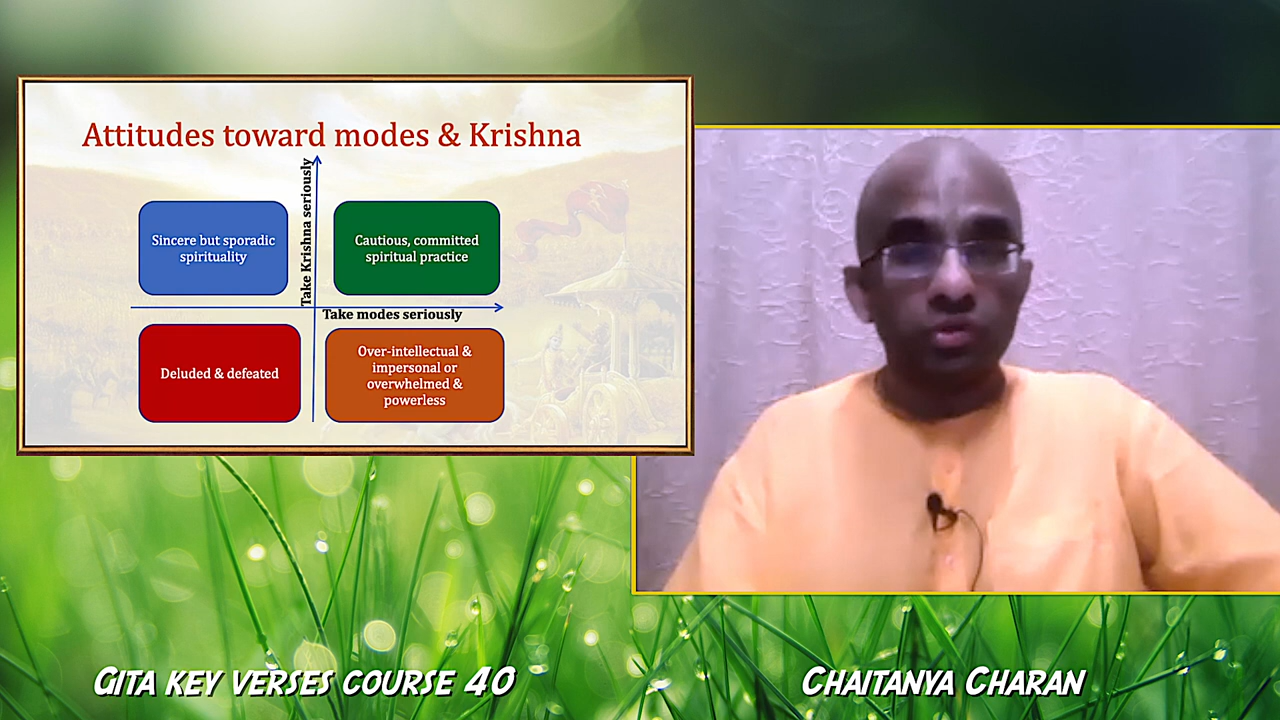 Attitudes toward modes & Krishna
Take Krishna seriously
Sincere but sporadic
spirituality
Cautious, committed
spiritual practice
Take modes seriously
Deluded & defeated
Over-intellectual &
impersonal or
overwhelmed &
powerless
Gita key verses course 40
Chaitanya Charan